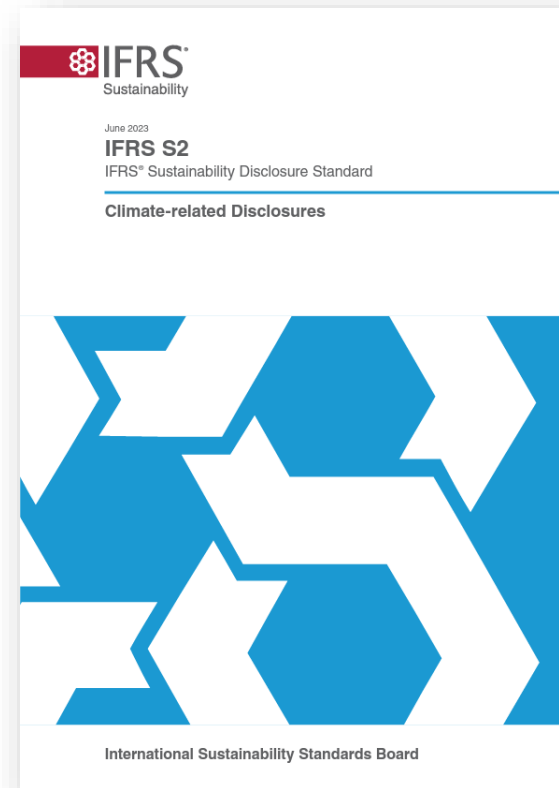 IFRS®
Sustainability
June 2023
IFRS S2
IFRS® Sustainability Disclosure Standard
Climate-related Disclosures
International Sustainability Standards Board